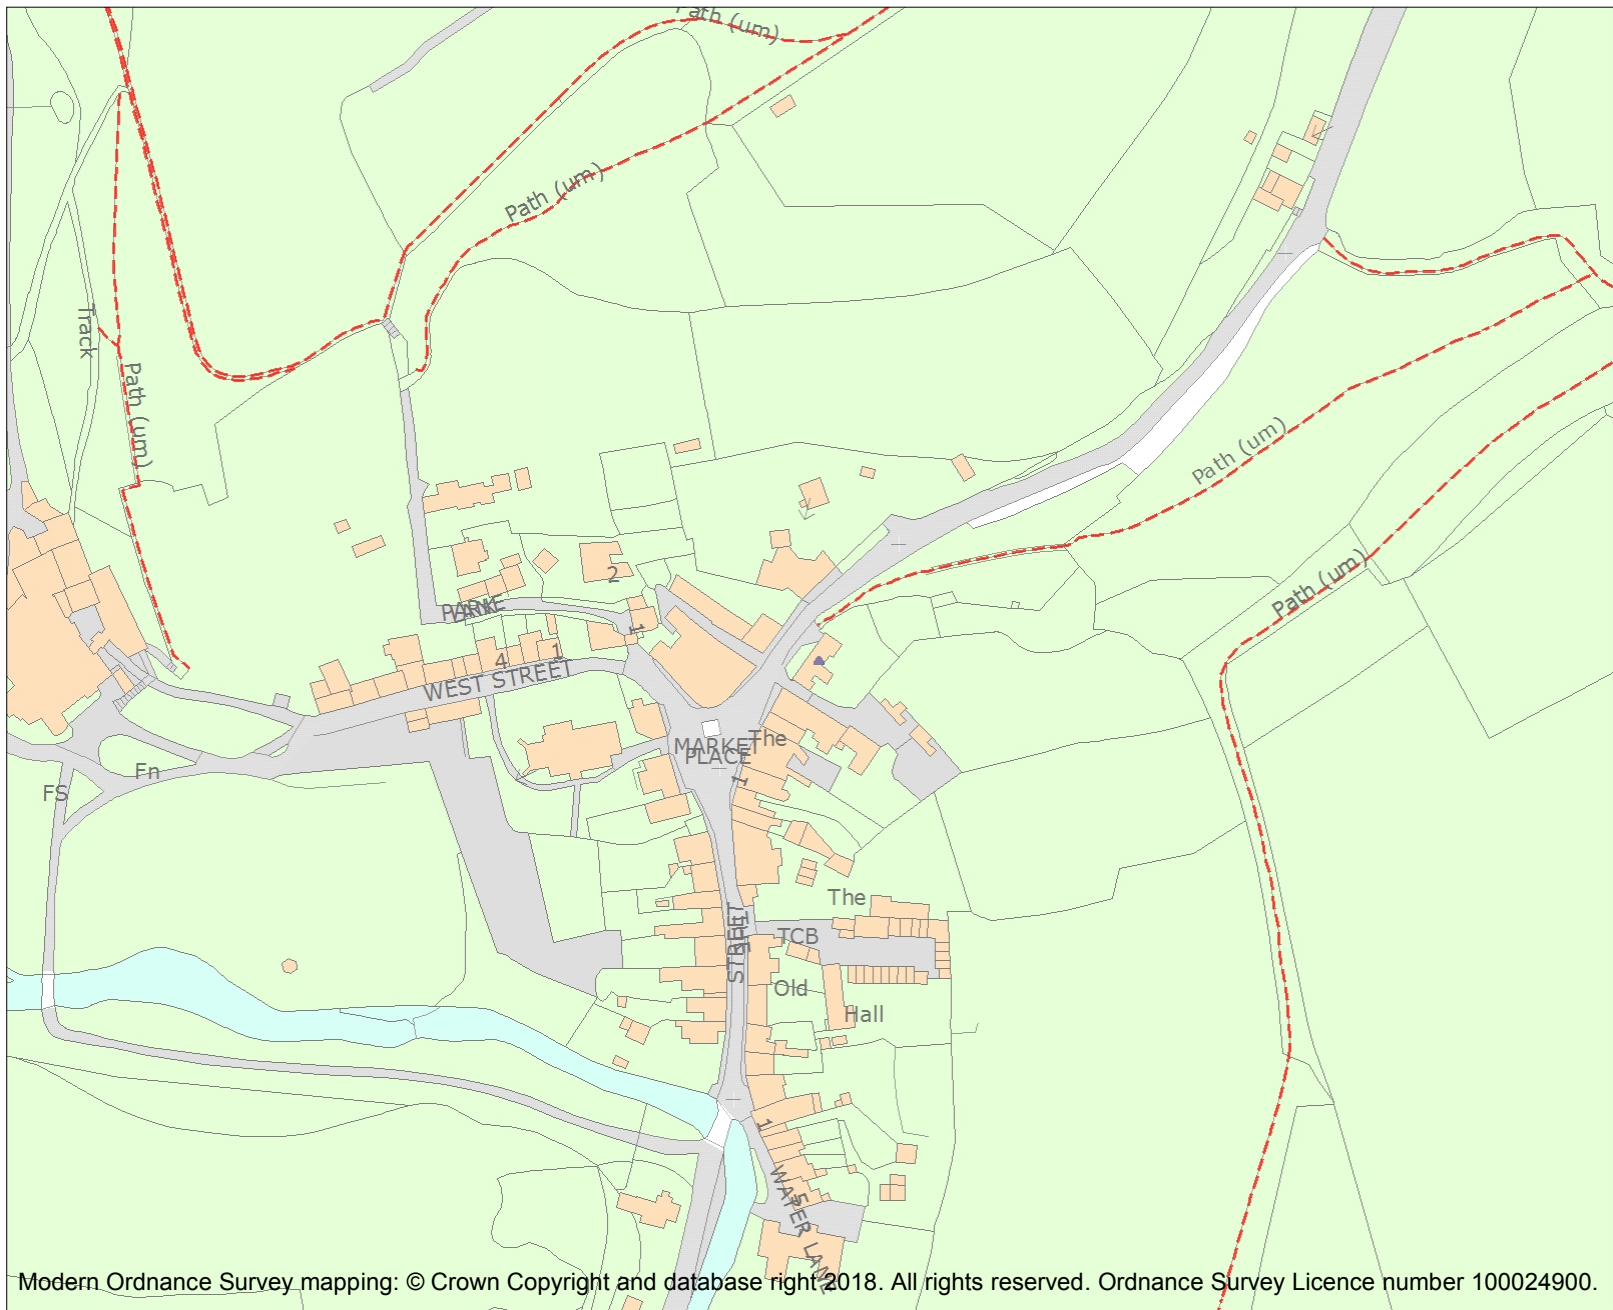 Path (um)
Path (um)
Track
Path (um)
Path (um)
Path (um)
2
PARK
LANE
1
4
1
WEST STREET
MARKET
PLACE
The
1
Fn
FS
The
TCB
STREET
Old
Hall
1
5
WATER LANE
Modern Ordnance Survey mapping: © Crown Copyright and database right 2018. All rights reserved. Ordnance Survey Licence number 100024900.